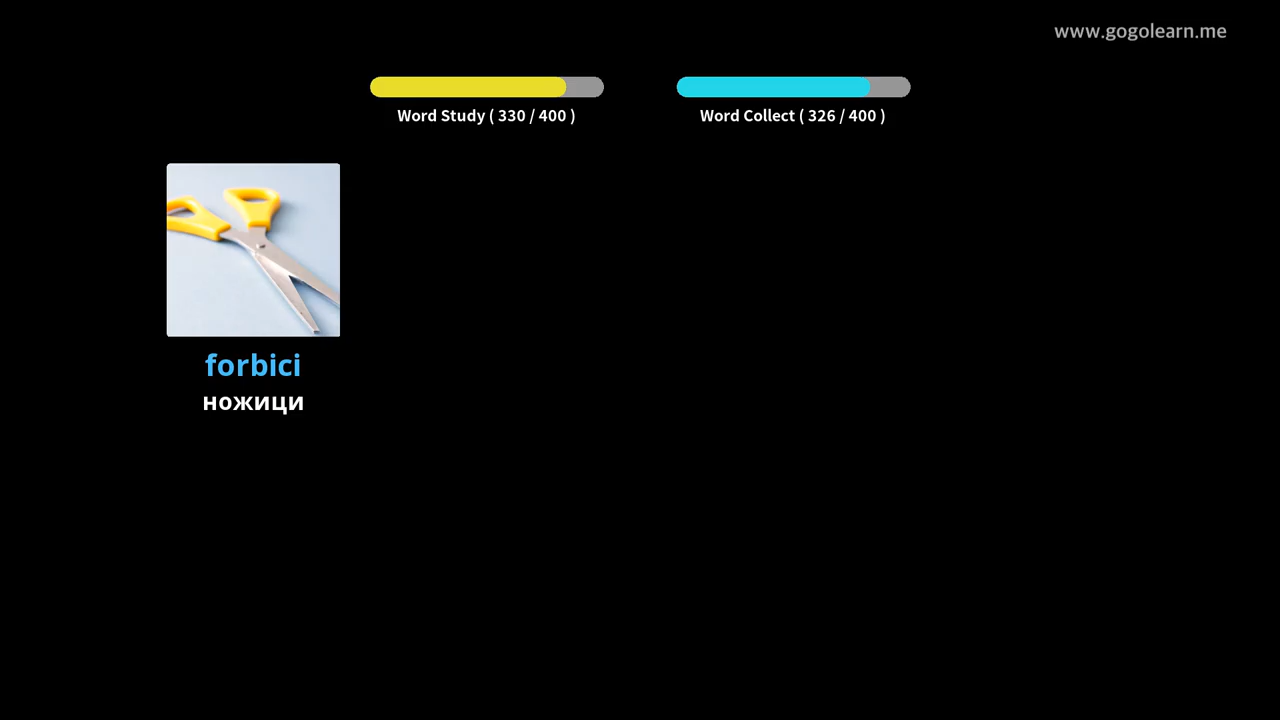 www.gogolearn.me
Word Study ( 330 / 400 )
Word Collect ( 326 / 400 )
forbici
ножици